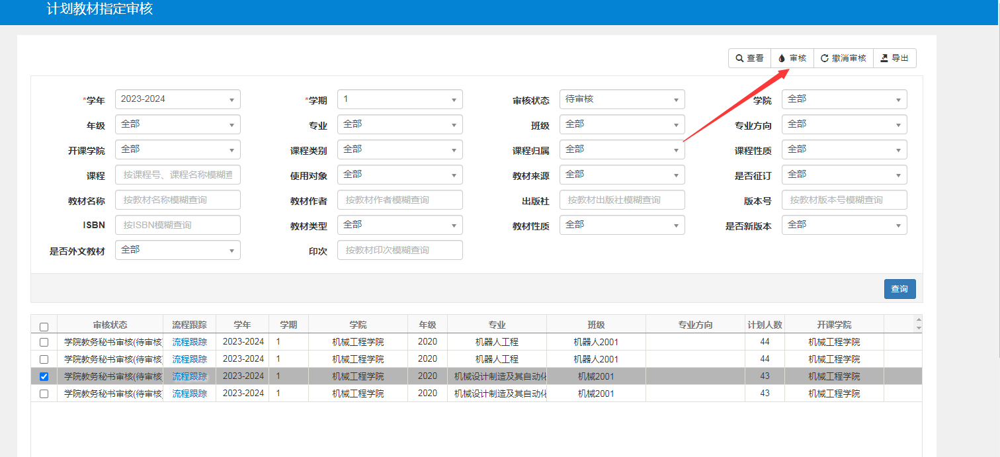 计划教材指定审核
查看 审核 撤消审核 导出
*学年 2023-2024 *学期 1 审核状态 待审核 学院 全部
年级 全部 专业 全部 班级 全部 专业方向 全部
开课学院 全部 课程类别 全部 课程归属 全部 课程性质 全部
课程 按课程号、课程名称模糊查 使用对象 全部 教材来源 全部 是否征订 全部
教材名称 按教材名称模糊查询 教材作者 按教材作者模糊查询 出版社 按教材出版社模糊查询 版本号 按教材版本号模糊查询
ISBN 按ISBN模糊查询 教材类型 全部 教材性质 全部 是否新版本 全部
是否外文教材 全部 印次 按教材印次模糊查询
查询
审核状态 流程跟踪 学年 学期 学院 年级 专业 班级 专业方向 计划人数 开课学院
学院教务秘书审核(待审核 流程跟踪 2023-2024 1 机械工程学院 2020 机器人工程 机器人2001 44 机械工程学院
学院教务秘书审核(待审核 流程跟踪 2023-2024 1 机械工程学院 2020 机器人工程 机器人2001 44 机械工程学院
学院教务秘书审核(待审核 流程跟踪 2023-2024 1 机械工程学院 2020 机械设计制造及其自动化 机械2001 43 机械工程学院
学院教务秘书审核(待审核 流程跟踪 2023-2024 1 机械工程学院 2020 机械设计制造及其自动化 机械2001 43 机械工程学院